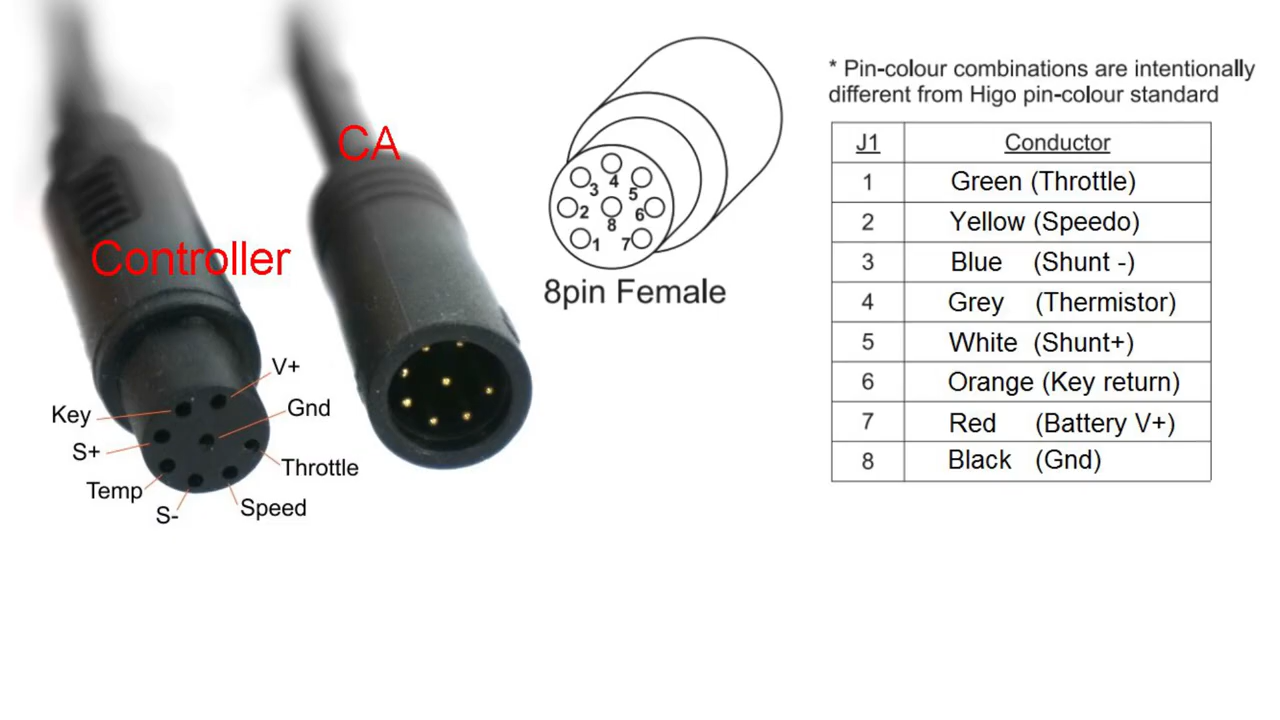 CA
Controller
V+
Key
Gnd
S+
Throttle
Temp
S-
Speed
3
4
5
2
6
8
1
7
8pin Female
* Pin-colour combinations are intentionally
different from Higo pin-colour standard
J1 Conductor
1 Green (Throttle)
2 Yellow (Speedo)
3 Blue (Shunt -)
4 Grey (Thermistor)
5 White (Shunt+)
6 Orange (Key return)
7 Red (Battery V+)
8 Black (Gnd)